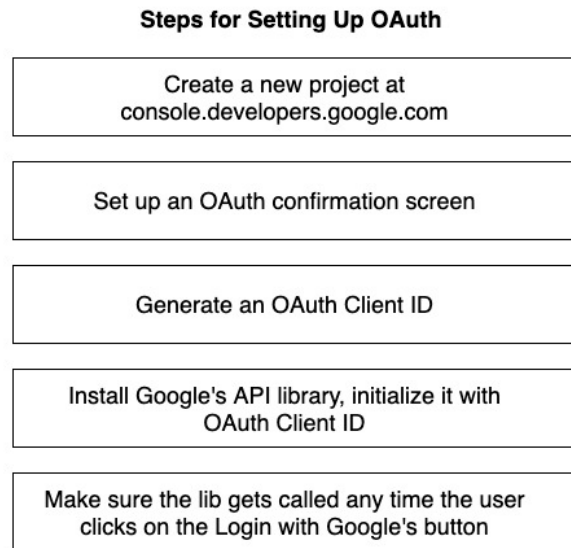 Steps for Setting Up OAuth
Create a new project at
console.developers.google.com
Set up an OAuth confirmation screen
Generate an OAuth Client ID
Install Google's API library, initialize it with
OAuth Client ID
Make sure the lib gets called any time the user
clicks on the Login with Google's button